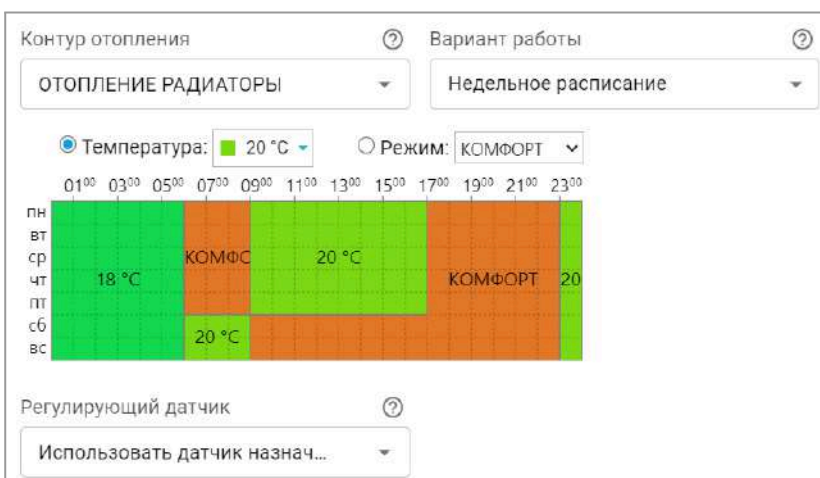 Контур отопления Вариант работы
ОТОПЛЕНИЕ РАДИАТОРЫ Недельное расписание
Температура: 20 °C Режим: КОМФОРТ
01⁰⁰ 03⁰⁰ 05⁰⁰ 07⁰⁰ 09⁰⁰ 11⁰⁰ 13⁰⁰ 15⁰⁰ 17⁰⁰ 19⁰⁰ 21⁰⁰ 23⁰⁰
пн
вт
ср КОМФС 20 °C
чт 18 °C КОМФОРТ 20
пт
сб
20 °C
вс
Регулирующий датчик
Использовать датчик назнач...